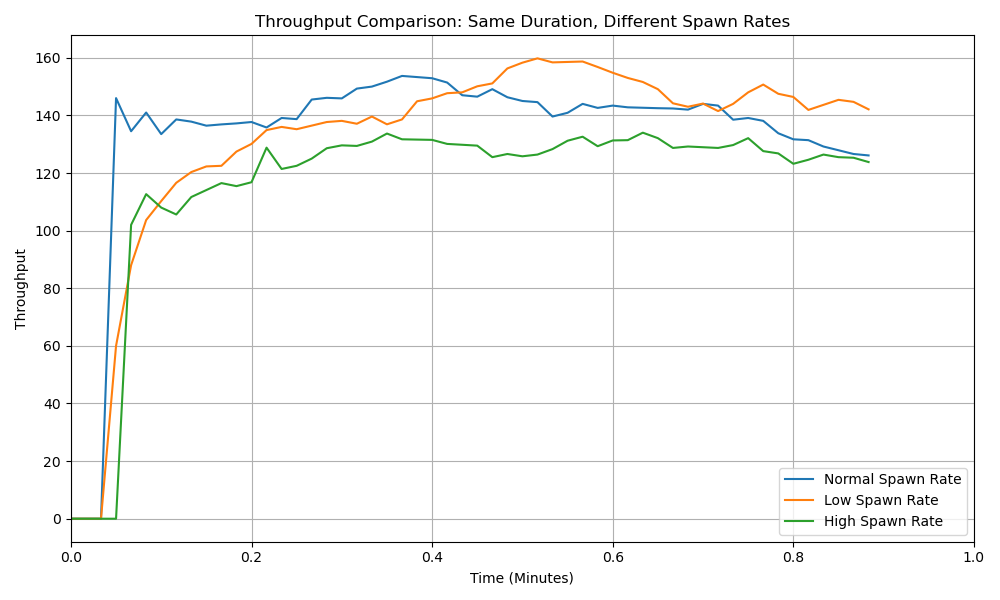 Throughput Comparison: Same Duration, Different Spawn Rates
160
140
120
100
80
60
40
20
0
Throughput
0.0 0.2 0.4 0.6 0.8 1.0
Time (Minutes)
Normal Spawn Rate
Low Spawn Rate
High Spawn Rate